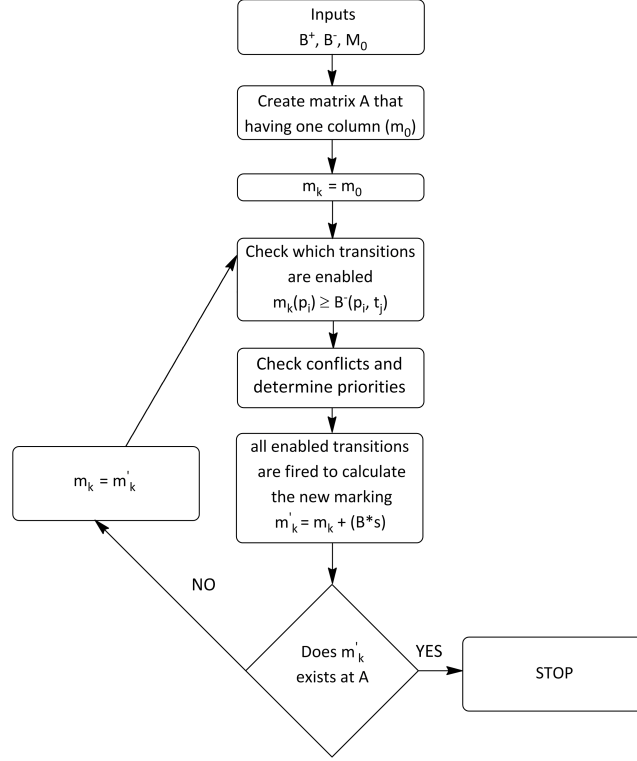 Inputs
B⁺, B⁻, M₀
Create matrix A that
having one column (m₀)
mₖ = m₀
Check which transitions
are enabled
mₖ(pᵢ) ≥ B⁻(pᵢ, tⱼ)
Check conflicts and
determine priorities
all enabled transitions
are fired to calculate
the new marking
m'ₖ = mₖ + (B*s)
mₖ = m'ₖ
NO
Does m'ₖ
exists at A
YES
STOP